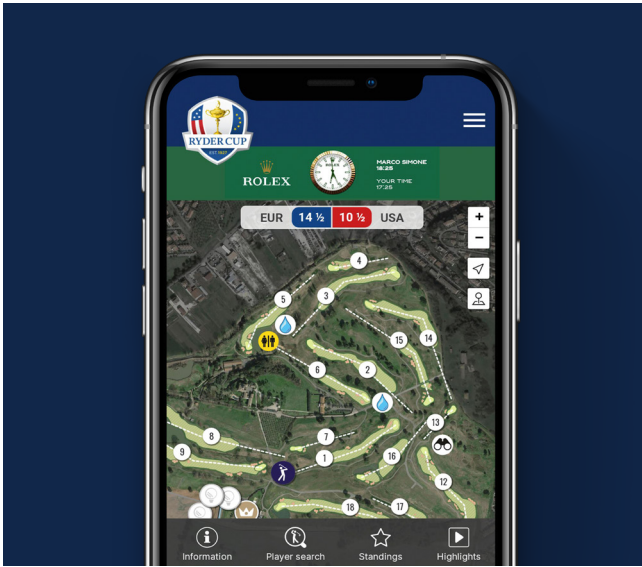 RYDER CUP
EST 1927
ROLEX
MARCO SIMONE
16:25
YOUR TIME
17:25
EUR 14 ½ 10 ½ USA
+
−
4
5
3
15
14
6
2
13
8
7
9
1
16
12
18
17
Information
Player search
Standings
Highlights